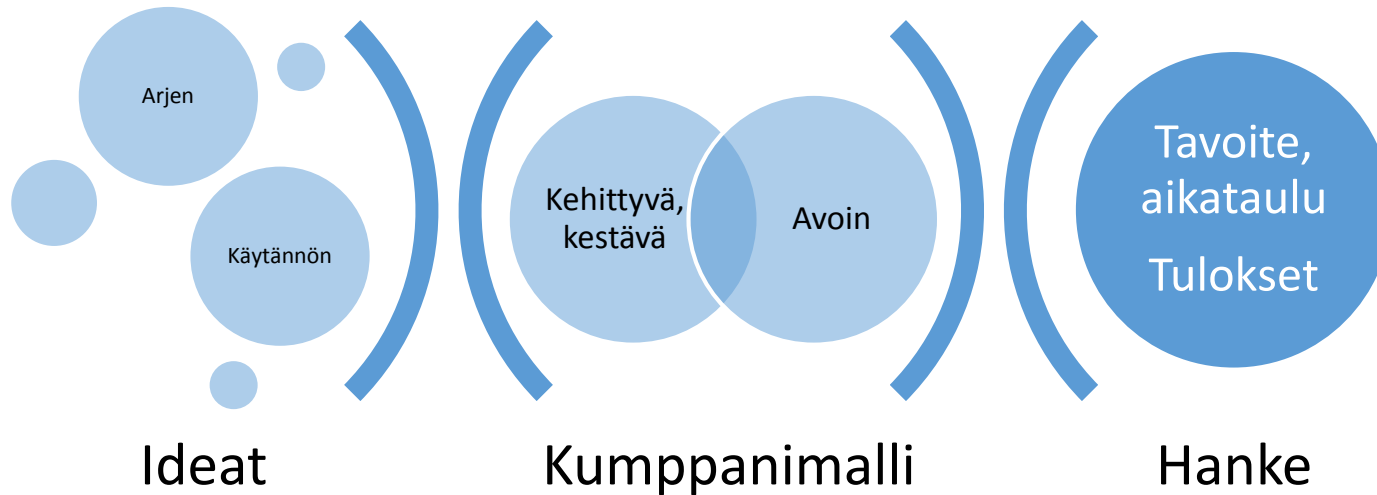 Arjen
Käytännön
Ideat
Kehittyvä,
kestävä
Avoin
Kumppanimalli
Tavoite,
aikataulu
Tulokset
Hanke